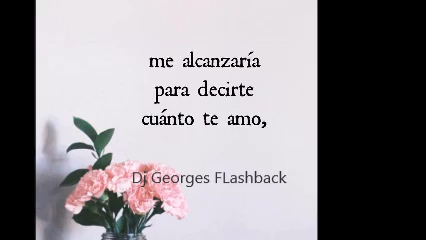 me alcanzaría
para decirte
cuánto te amo,
Dj Georges FLashback